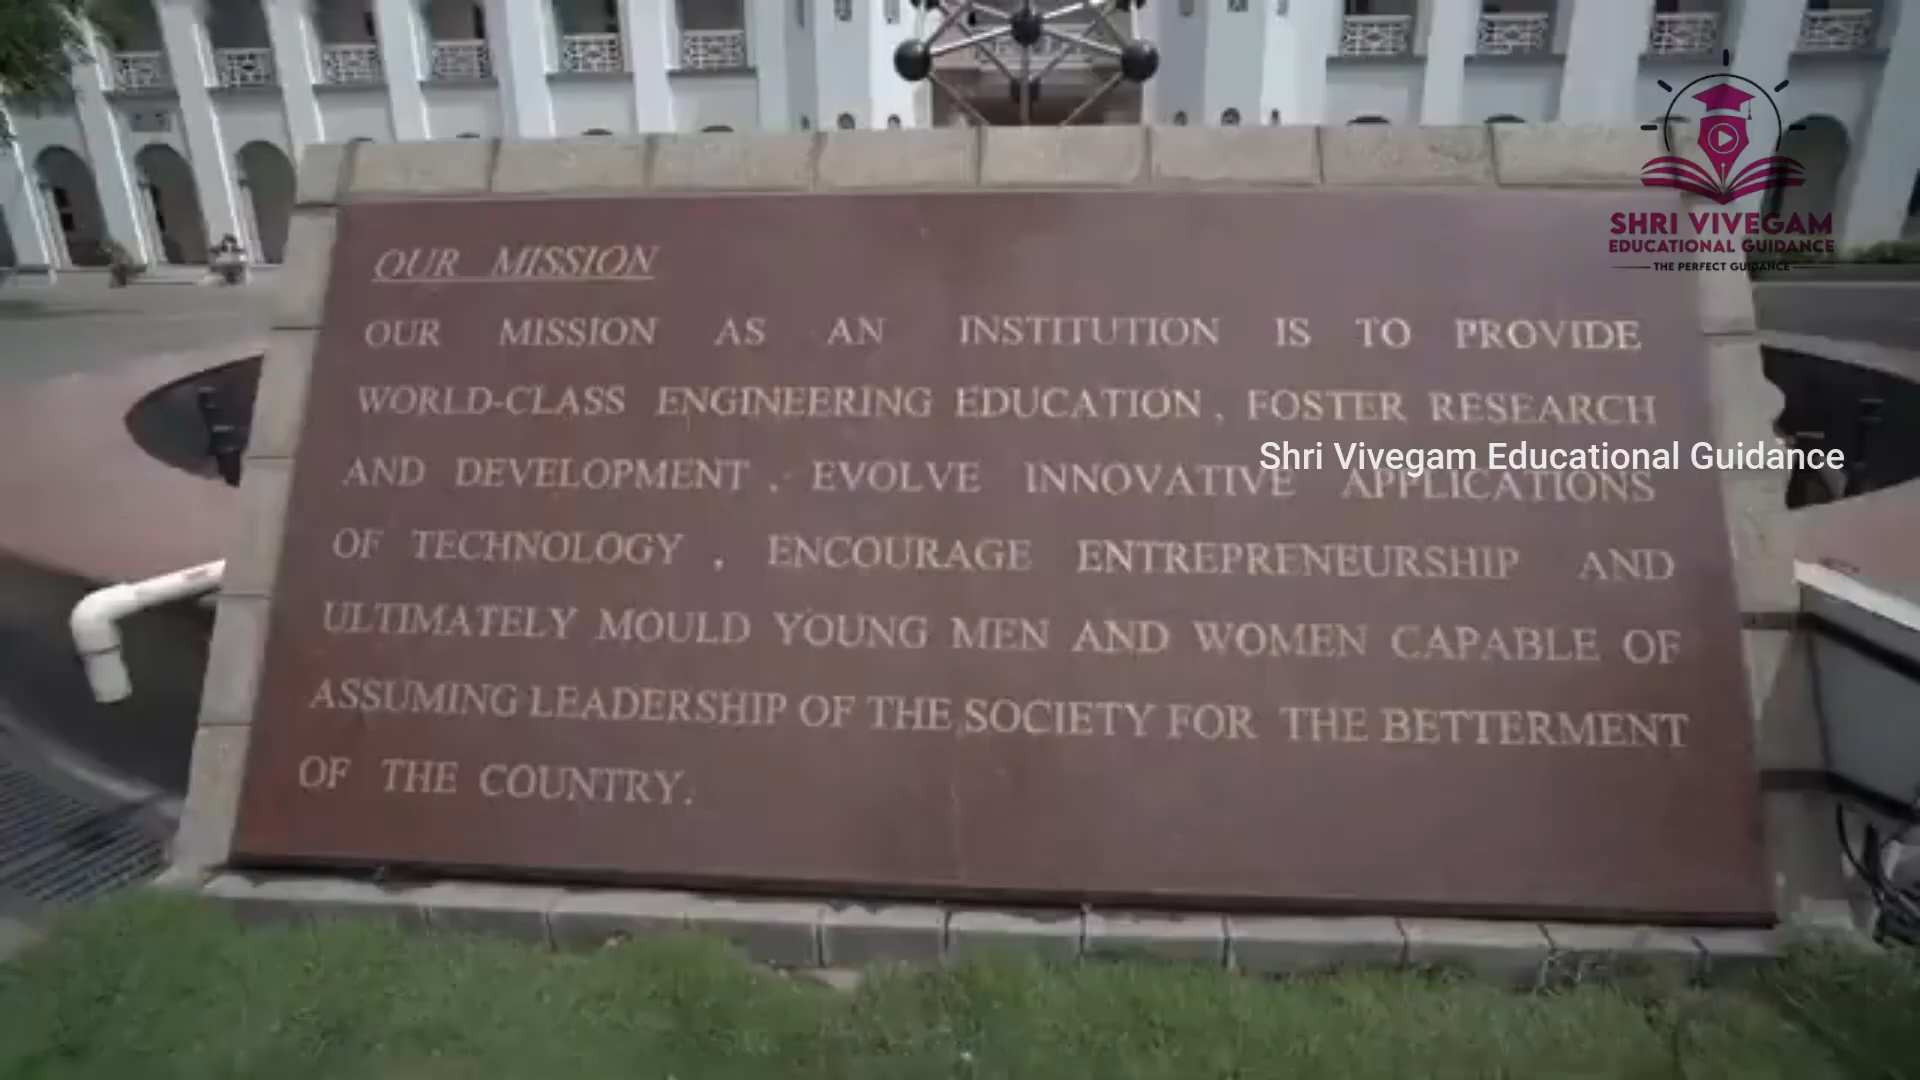 OUR MISSION
OUR MISSION AS AN INSTITUTION IS TO PROVIDE
WORLD-CLASS ENGINEERING EDUCATION, FOSTER RESEARCH
AND DEVELOPMENT, EVOLVE INNOVATIVE APPLICATIONS
OF TECHNOLOGY, ENCOURAGE ENTREPRENEURSHIP AND
ULTIMATELY MOULD YOUNG MEN AND WOMEN CAPABLE OF
ASSUMING LEADERSHIP OF THE SOCIETY FOR THE BETTERMENT
OF THE COUNTRY.
SHRI VIVEGAM
EDUCATIONAL GUIDANCE
THE PERFECT GUIDANCE
Shri Vivegam Educational Guidance